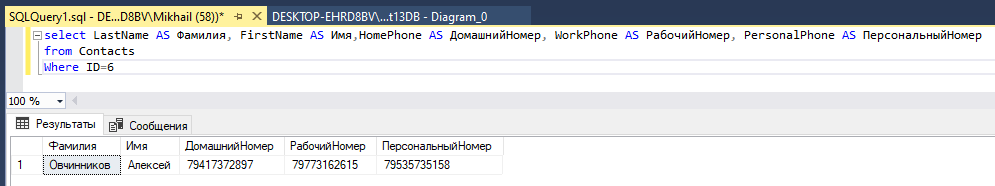 SQLQuery1.sql - DE...D8BV\Mikhail (58))* DESKTOP-EHRD8BV\...t13DB - Diagram_0
select LastName AS Фамилия, FirstName AS Имя,HomePhone AS ДомашнийНомер, WorkPhone AS РабочийНомер, PersonalPhone AS ПерсональныйНомер
from Contacts
Where ID=6
100 %
Результаты Сообщения
Фамилия Имя ДомашнийНомер РабочийНомер ПерсональныйНомер
1 Овчинников Алексей 79417372897 79773162615 79535735158